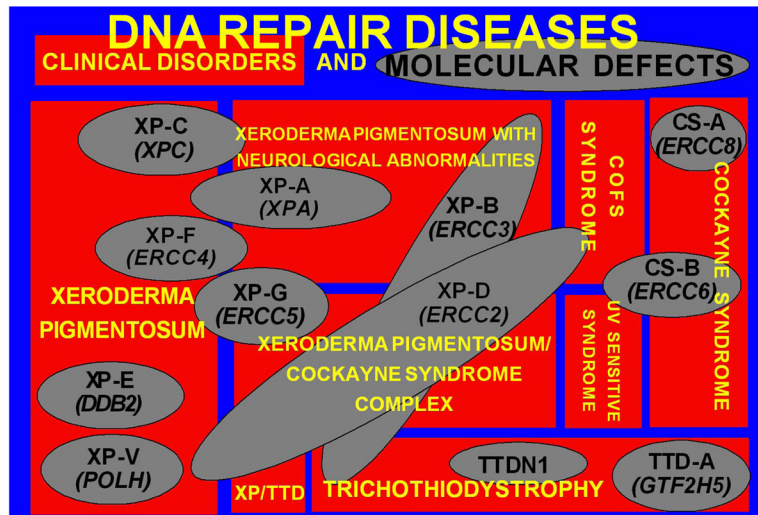 DNA REPAIR DISEASES
CLINICAL DISORDERS AND MOLECULAR DEFECTS
XP-C
(XPC)
XERODERMA PIGMENTOSUM WITH
NEUROLOGICAL ABNORMALITIES
XP-A
(XPA)
XP-B
(ERCC3)
COFS
SYNDROME
CS-A
(ERCC8)
COCKAYNE SYNDROME
XP-F
(ERCC4)
XP-G
(ERCC5)
XP-D
(ERCC2)
CS-B
(ERCC6)
XERODERMA
PIGMENTOSUM
XERODERMA PIGMENTOSUM/
COCKAYNE SYNDROME
COMPLEX
UV SENSITIVE
SYNDROME
XP-E
(DDB2)
XP-V
(POLH)
XP/TTD
TTDN1
TRICHOTHIODYSTROPHY
TTD-A
(GTF2H5)